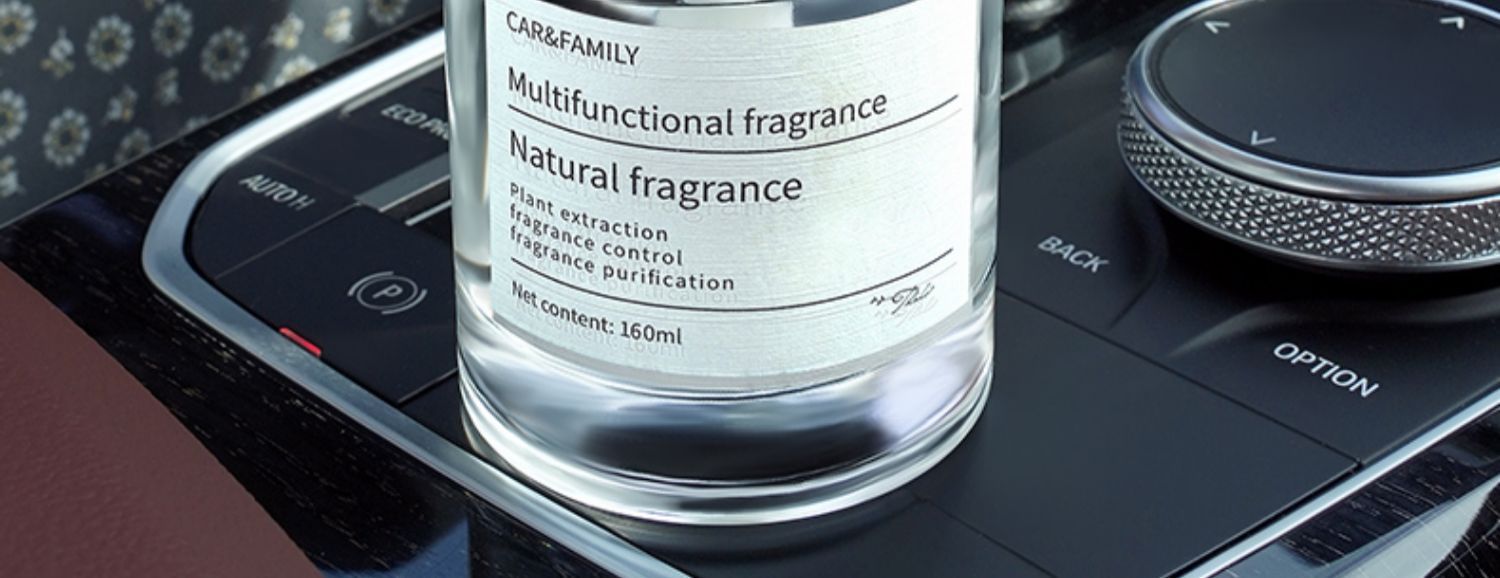 CAR&FAMILY
Multifunctional fragrance
Natural fragrance
Plant extraction
fragrance control
fragrance purification
Net content: 160ml
ECO
AUTO H
P
BACK
OPTION